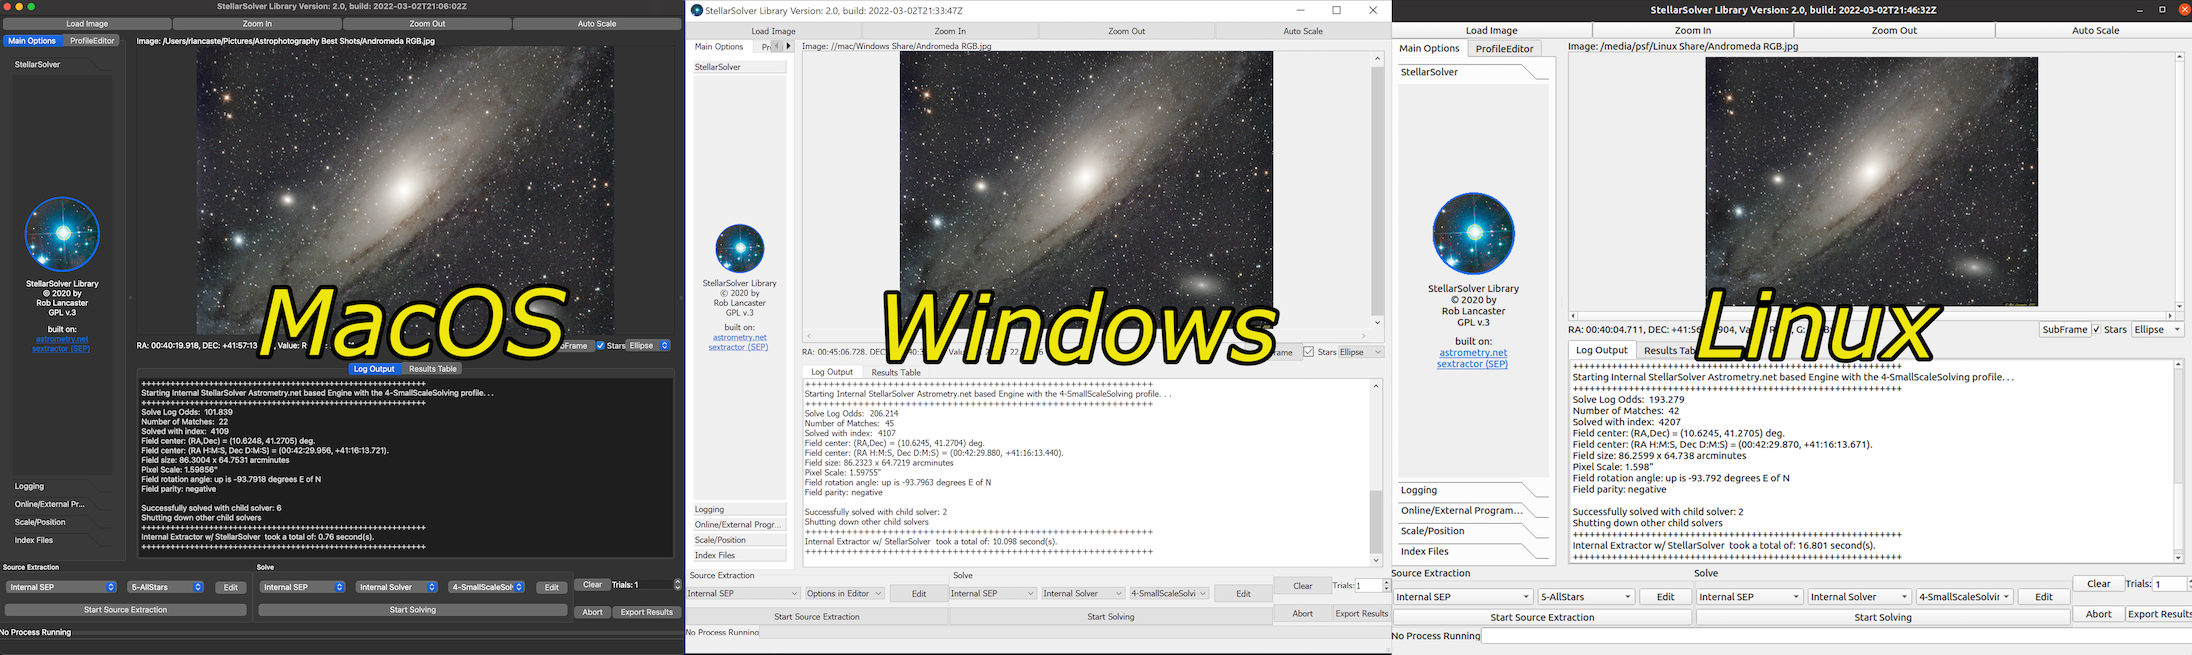 StellarSolver Library Version: 2.0, build: 2022-03-02T21:06:02Z
Load Image Zoom In Zoom Out Auto Scale
Main Options ProfileEditor
Image: /Users/rlancaste/Pictures/Astrophotography Best Shots/Andromeda RGB.jpg
StellarSolver
StellarSolver Library
© 2020 by
Rob Lancaster
GPL v.3
built on:
astrometry.net
sextractor (SEP)
MacOS
RA: 00:40:19.918, DEC: +41:57:13. Value: R
Frame Stars Ellipse
Log Output Results Table
++++++++++++++++++++++++++++++++++++++++++++++++++++++
Starting Internal StellarSolver Astrometry.net based Engine with the 4-SmallScaleSolving profile. . .
++++++++++++++++++++++++++++++++++++++++++++++++++++++
Solve Log Odds: 101.839
Number of Matches: 22
Solved with index: 4109
Field center: (RA,Dec) = (10.6248, 41.2705) deg.
Field center: (RA H:M:S, Dec D:M:S) = (00:42:29.956, +41:16:13.721).
Field size: 86.3004 x 64.7531 arcminutes
Pixel Scale: 1.59856"
Field rotation angle: up is -93.7918 degrees E of N
Field parity: negative
Successfully solved with child solver: 6
Shutting down other child solvers
++++++++++++++++++++++++++++++++++++++++++++++++++++++
Internal Extractor w/ StellarSolver took a total of: 0.76 second(s).
++++++++++++++++++++++++++++++++++++++++++++++++++++++
Logging
Online/External Pr...
Scale/Position
Index Files
Source Extraction Solve
Internal SEP 5-AllStars Edit Internal SEP Internal Solver 4-SmallScaleSol Edit Clear Trials: 1
Start Source Extraction Start Solving Abort Export Results
No Process Running
StellarSolver Library Version: 2.0, build: 2022-03-02T21:33:47Z
Load Image Zoom In Zoom Out Auto Scale
Main Options Pr
Image: //mac/Windows Share/Andromeda RGB.jpg
StellarSolver
StellarSolver Library
© 2020 by
Rob Lancaster
GPL v.3
built on:
astrometry.net
sextractor (SEP)
Windows
RA: 00:45:06.728, DEC
Stars Ellipse
Log Output Results Table
++++++++++++++++++++++++++++++++++++++++++++++++++++++
Starting Internal StellarSolver Astrometry.net based Engine with the 4-SmallScaleSolving profile. . .
++++++++++++++++++++++++++++++++++++++++++++++++++++++
Solve Log Odds: 206.214
Number of Matches: 45
Solved with index: 4107
Field center: (RA,Dec) = (10.6245, 41.2704) deg.
Field center: (RA H:M:S, Dec D:M:S) = (00:42:29.880, +41:16:13.440).
Field size: 86.2323 x 64.7219 arcminutes
Pixel Scale: 1.59755"
Field rotation angle: up is -93.7963 degrees E of N
Field parity: negative
Successfully solved with child solver: 2
Shutting down other child solvers
++++++++++++++++++++++++++++++++++++++++++++++++++++++
Internal Extractor w/ StellarSolver took a total of: 10.098 second(s).
++++++++++++++++++++++++++++++++++++++++++++++++++++++
Logging
Online/External Progr...
Scale/Position
Index Files
Source Extraction Solve
Internal SEP Options in Editor Edit Internal SEP Internal Solver 4-SmallScaleSolvi Edit Clear Trials: 1
Start Source Extraction Start Solving Abort Export Results
No Process Running
StellarSolver Library Version: 2.0, build: 2022-03-02T21:46:32Z
Load Image Zoom In Zoom Out Auto Scale
Main Options ProfileEditor
Image: /media/psf/Linux Share/Andromeda RGB.jpg
StellarSolver
StellarSolver Library
© 2020 by
Rob Lancaster
GPL v.3
built on:
astrometry.net
sextractor (SEP)
Linux
RA: 00:40:04.711, DEC: +41:56 904, Val
SubFrame Stars Ellipse
Log Output Results Tab
++++++++++++++++++++++++++++++++++++++++++++++++++++++
Starting Internal StellarSolver Astrometry.net based Engine with the 4-SmallScaleSolving profile. . .
++++++++++++++++++++++++++++++++++++++++++++++++++++++
Solve Log Odds: 193.279
Number of Matches: 42
Solved with index: 4207
Field center: (RA,Dec) = (10.6245, 41.2705) deg.
Field center: (RA H:M:S, Dec D:M:S) = (00:42:29.870, +41:16:13.671).
Field size: 86.2599 x 64.738 arcminutes
Pixel Scale: 1.598"
Field rotation angle: up is -93.792 degrees E of N
Field parity: negative
Successfully solved with child solver: 2
Shutting down other child solvers
++++++++++++++++++++++++++++++++++++++++++++++++++++++
Internal Extractor w/ StellarSolver took a total of: 16.801 second(s).
++++++++++++++++++++++++++++++++++++++++++++++++++++++
Logging
Online/External Program...
Scale/Position
Index Files
Source Extraction Solve
Internal SEP 5-AllStars Edit Internal SEP Internal Solver 4-SmallScaleSolvir Edit Clear Trials: 1
Start Source Extraction Start Solving Abort Export Results
No Process Running